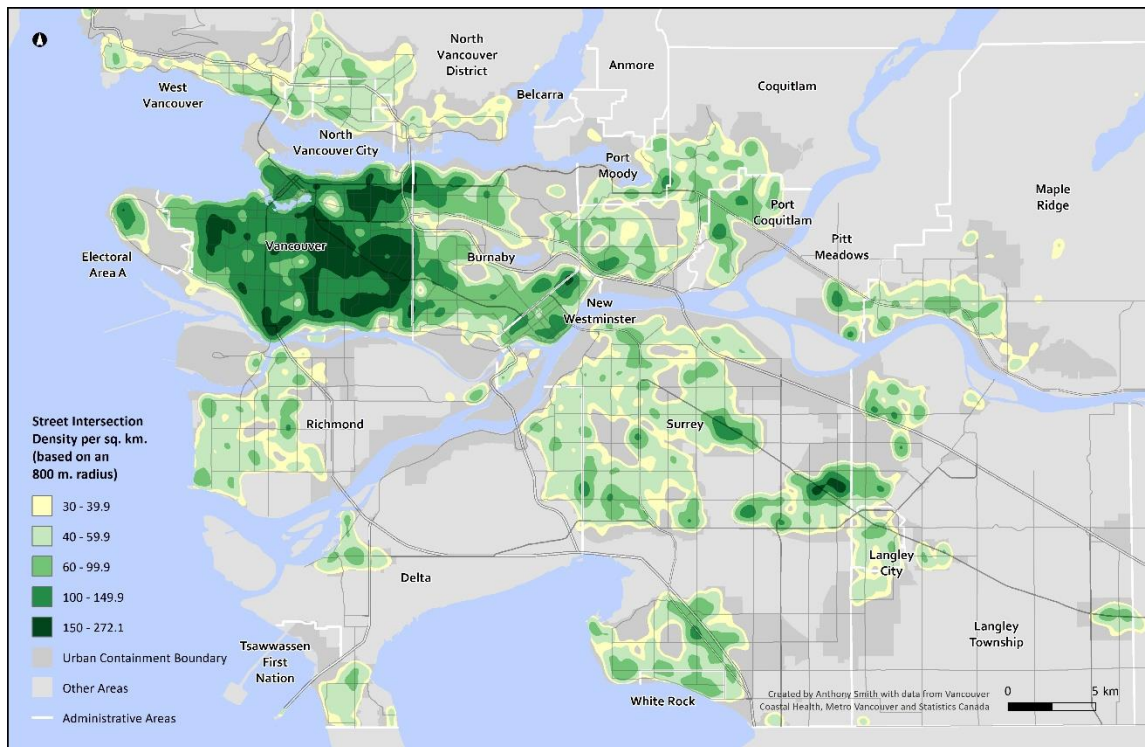 North
Vancouver
District
Anmore
Coquitlam
West
Vancouver
Belcarra
North
Vancouver City
Port
Moody
Maple
Ridge
Port
Coquitlam
Vancouver
Electoral
Area A
Burnaby
Pitt
Meadows
New
Westminster
Street Intersection
Density per sq. km.
(based on an
800 m. radius)
30 - 39.9
40 - 59.9
60 - 99.9
100 - 149.9
150 - 272.1
Urban Containment Boundary
Other Areas
Administrative Areas
Richmond
Surrey
Delta
Langley
City
Tsawwassen
First
Nation
Langley
Township
White Rock
Created by Anthony Smith with data from Vancouver
Coastal Health, Metro Vancouver and Statistics Canada
0 5 km